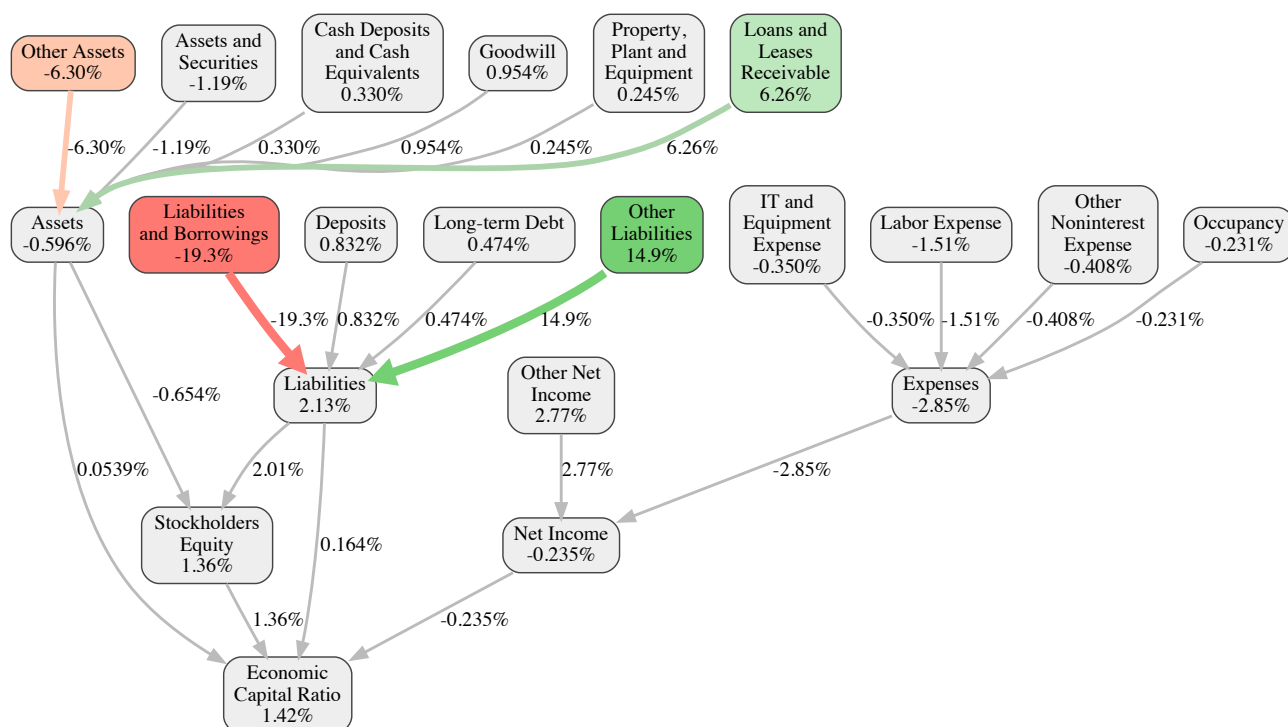 Other Assets
-6.30%
Assets and
Securities
-1.19%
Cash Deposits
and Cash
Equivalents
0.330%
Goodwill
0.954%
Property,
Plant and
Equipment
0.245%
Loans and
Leases
Receivable
6.26%
-6.30%
-1.19%
0.330%
0.954%
0.245%
6.26%
Assets
-0.596%
Liabilities
and Borrowings
-19.3%
Deposits
0.832%
Long-term Debt
0.474%
Other
Liabilities
14.9%
IT and
Equipment
Expense
-0.350%
Labor Expense
-1.51%
Other
Noninterest
Expense
-0.408%
Occupancy
-0.231%
-19.3%
0.832%
0.474%
14.9%
-0.350%
-1.51%
-0.408%
-0.231%
Liabilities
2.13%
Other Net
Income
2.77%
Expenses
-2.85%
-0.654%
0.0539%
2.01%
2.77%
-2.85%
Stockholders
Equity
1.36%
0.164%
Net Income
-0.235%
1.36%
-0.235%
Economic
Capital Ratio
1.42%